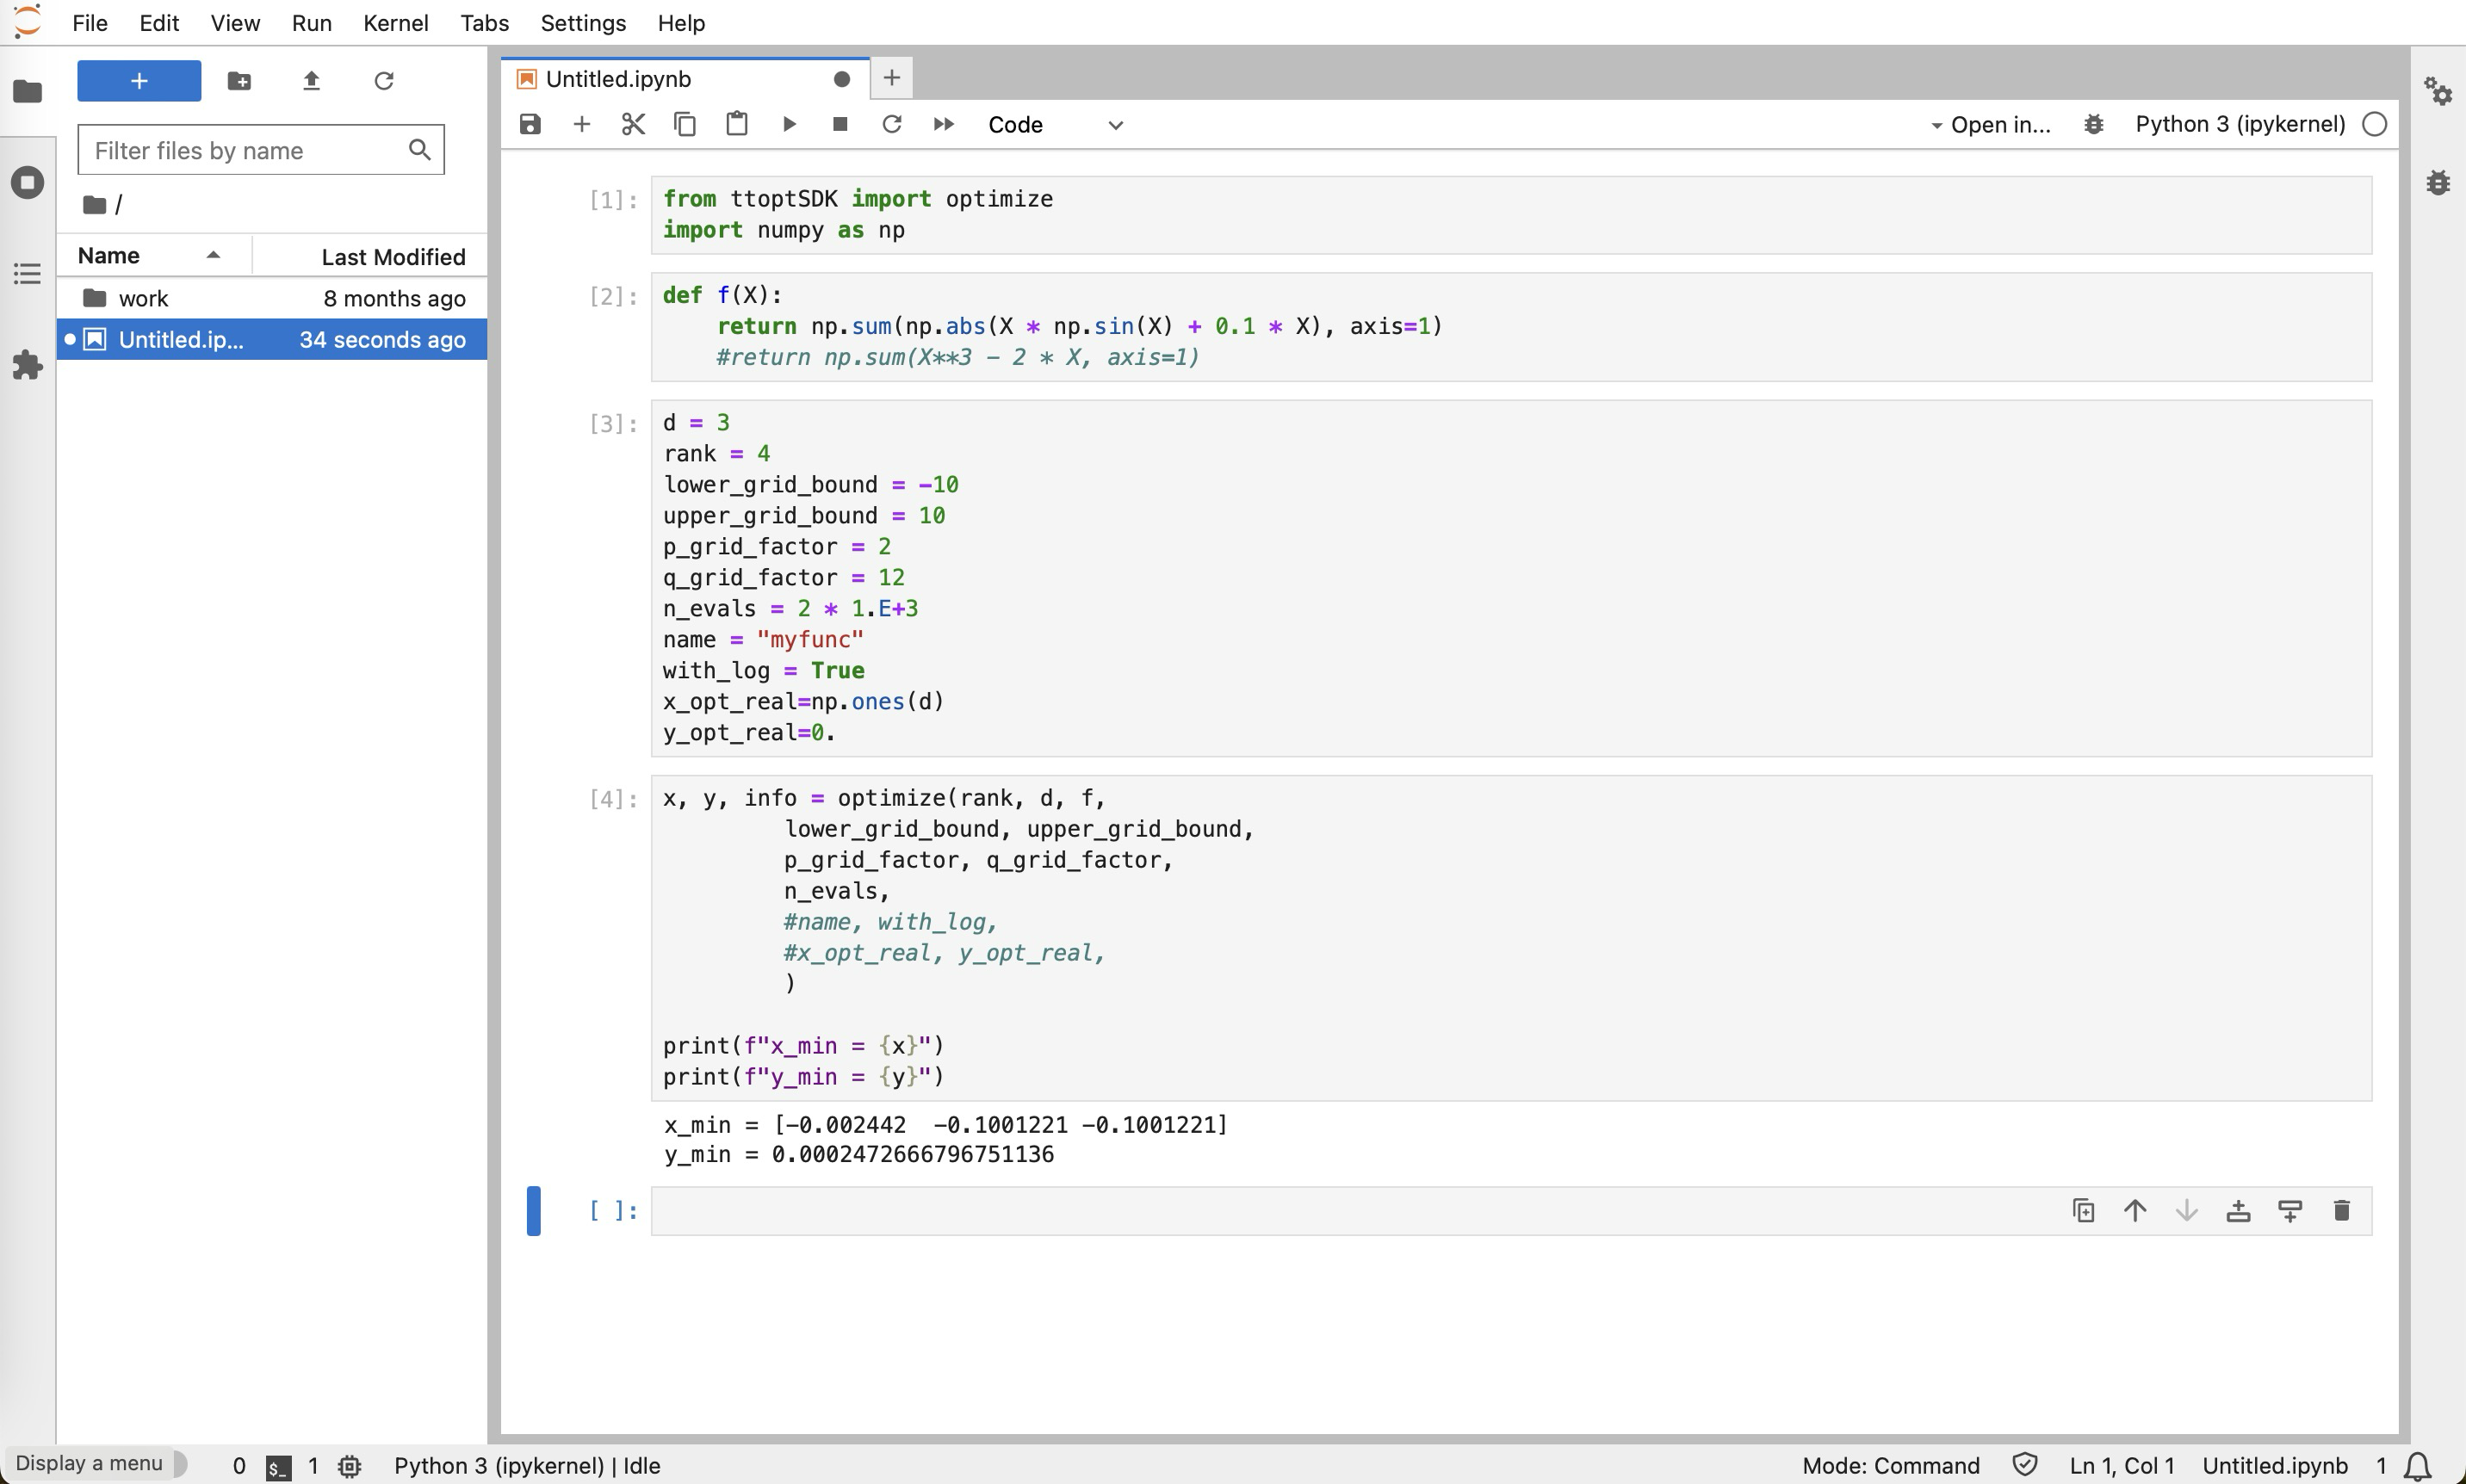 File Edit View Run Kernel Tabs Settings Help
Filter files by name
/
Name Last Modified
work 8 months ago
Untitled.ip... 34 seconds ago
Untitled.ipynb
Code Open in... Python 3 (ipykernel)
[1]: from ttoptSDK import optimize
import numpy as np
[2]: def f(X):
    return np.sum(np.abs(X * np.sin(X) + 0.1 * X), axis=1)
    #return np.sum(X**3 - 2 * X, axis=1)
[3]: d = 3
rank = 4
lower_grid_bound = -10
upper_grid_bound = 10
p_grid_factor = 2
q_grid_factor = 12
n_evals = 2 * 1.E+3
name = "myfunc"
with_log = True
x_opt_real=np.ones(d)
y_opt_real=0.
[4]: x, y, info = optimize(rank, d, f,
         lower_grid_bound, upper_grid_bound,
         p_grid_factor, q_grid_factor,
         n_evals,
         #name, with_log,
         #x_opt_real, y_opt_real,
         )
print(f"x_min = {x}")
print(f"y_min = {y}")
x_min = [-0.002442  -0.1001221 -0.1001221]
y_min = 0.0002472666796751136
[ ]:
Display a menu 0 $_ 1 Python 3 (ipykernel) | Idle Mode: Command Ln 1, Col 1 Untitled.ipynb 1